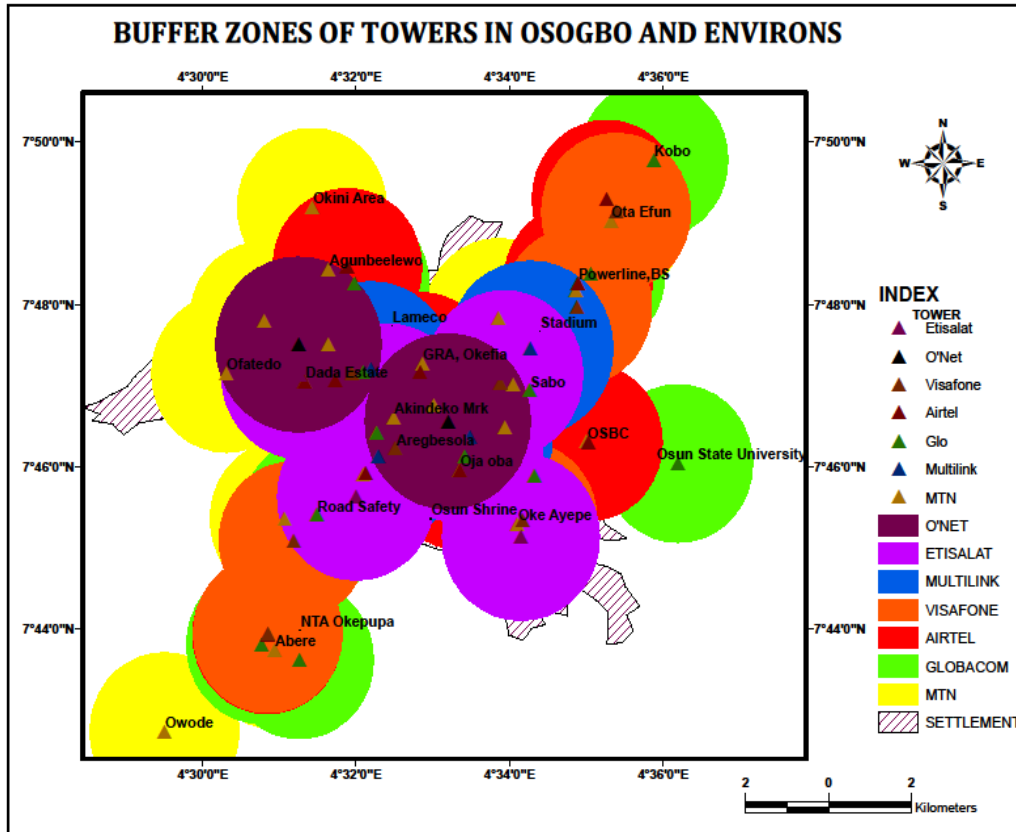 BUFFER ZONES OF TOWERS IN OSOGBO AND ENVIRONS
4°30'0"E 4°32'0"E 4°34'0"E 4°36'0"E
7°50'0"N
7°50'0"N
Kobo
Okini Area
Ota Efun
Agunbeelewo
Powerline,BS
7°48'0"N
7°48'0"N
Lameco
Stadium
GRA, Okefia
Ofatedo
Dada Estate
Sabo
Akindeko Mrk
Aregbesola
OSBC
Oja oba
Osun State University
7°46'0"N
7°46'0"N
Road Safety
Osun Shrine
Oke Ayepe
NTA Okepupa
7°44'0"N
7°44'0"N
Abere
Owode
4°30'0"E 4°32'0"E 4°34'0"E 4°36'0"E
N
W E
S
INDEX
TOWER
Etisalat
O'Net
Visafone
Airtel
Glo
Multilink
MTN
O'NET
ETISALAT
MULTILINK
VISAFONE
AIRTEL
GLOBACOM
MTN
SETTLEMENT
2 0 2
Kilometers